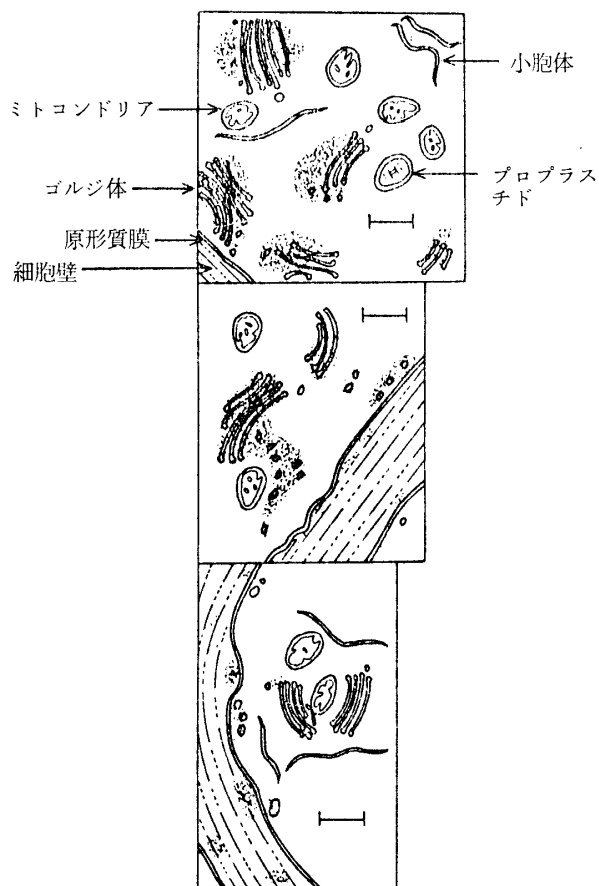 小胞体
ミトコンドリア
プロプラス
チド
ゴルジ体
原形質膜
細胞壁